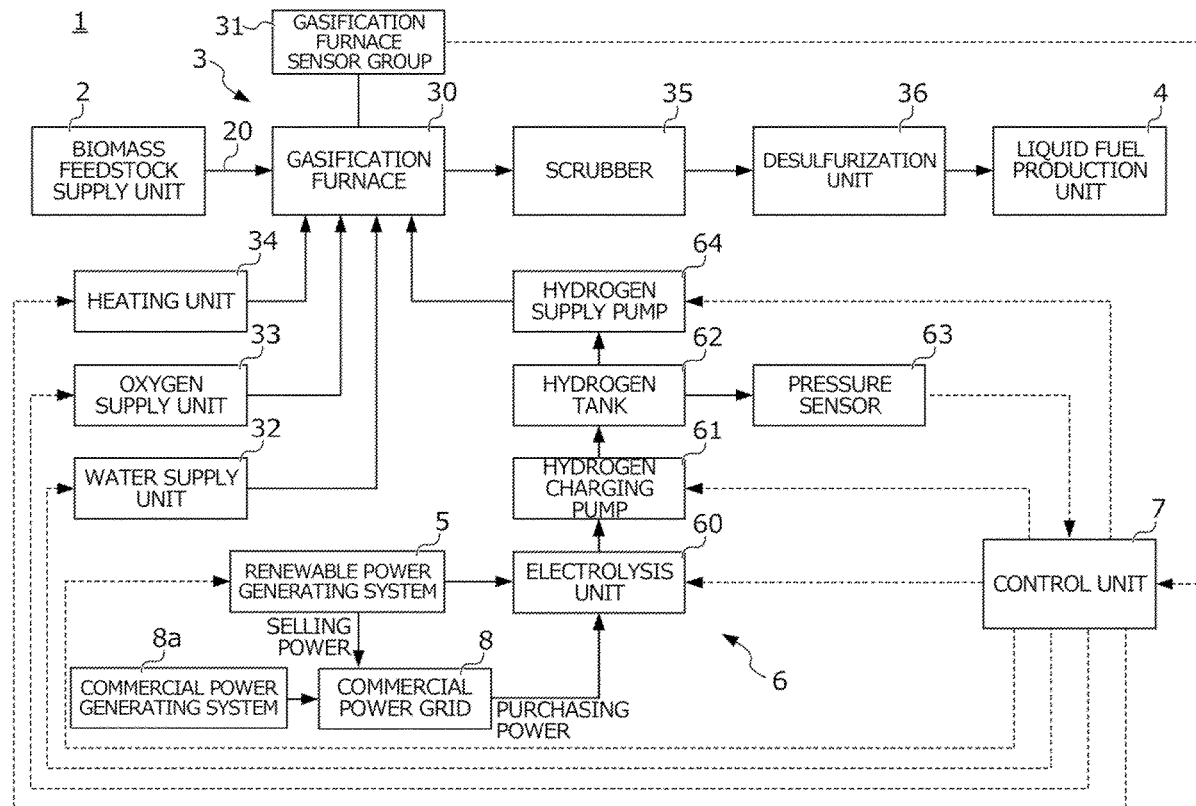 1
31
GASIFICATION
FURNACE
SENSOR GROUP
3
2
20
30
35
36
4
BIOMASS
FEEDSTOCK
SUPPLY UNIT
GASIFICATION
FURNACE
SCRUBBER
DESULFURIZATION
UNIT
LIQUID FUEL
PRODUCTION
UNIT
34
HEATING UNIT
64
HYDROGEN
SUPPLY PUMP
33
OXYGEN
SUPPLY UNIT
62
HYDROGEN
TANK
63
PRESSURE
SENSOR
32
WATER SUPPLY
UNIT
61
HYDROGEN
CHARGING
PUMP
5
RENEWABLE POWER
GENERATING SYSTEM
60
ELECTROLYSIS
UNIT
7
CONTROL UNIT
SELLING
POWER
8a
COMMERCIAL POWER
GENERATING SYSTEM
8
COMMERCIAL
POWER GRID
PURCHASING
POWER
6